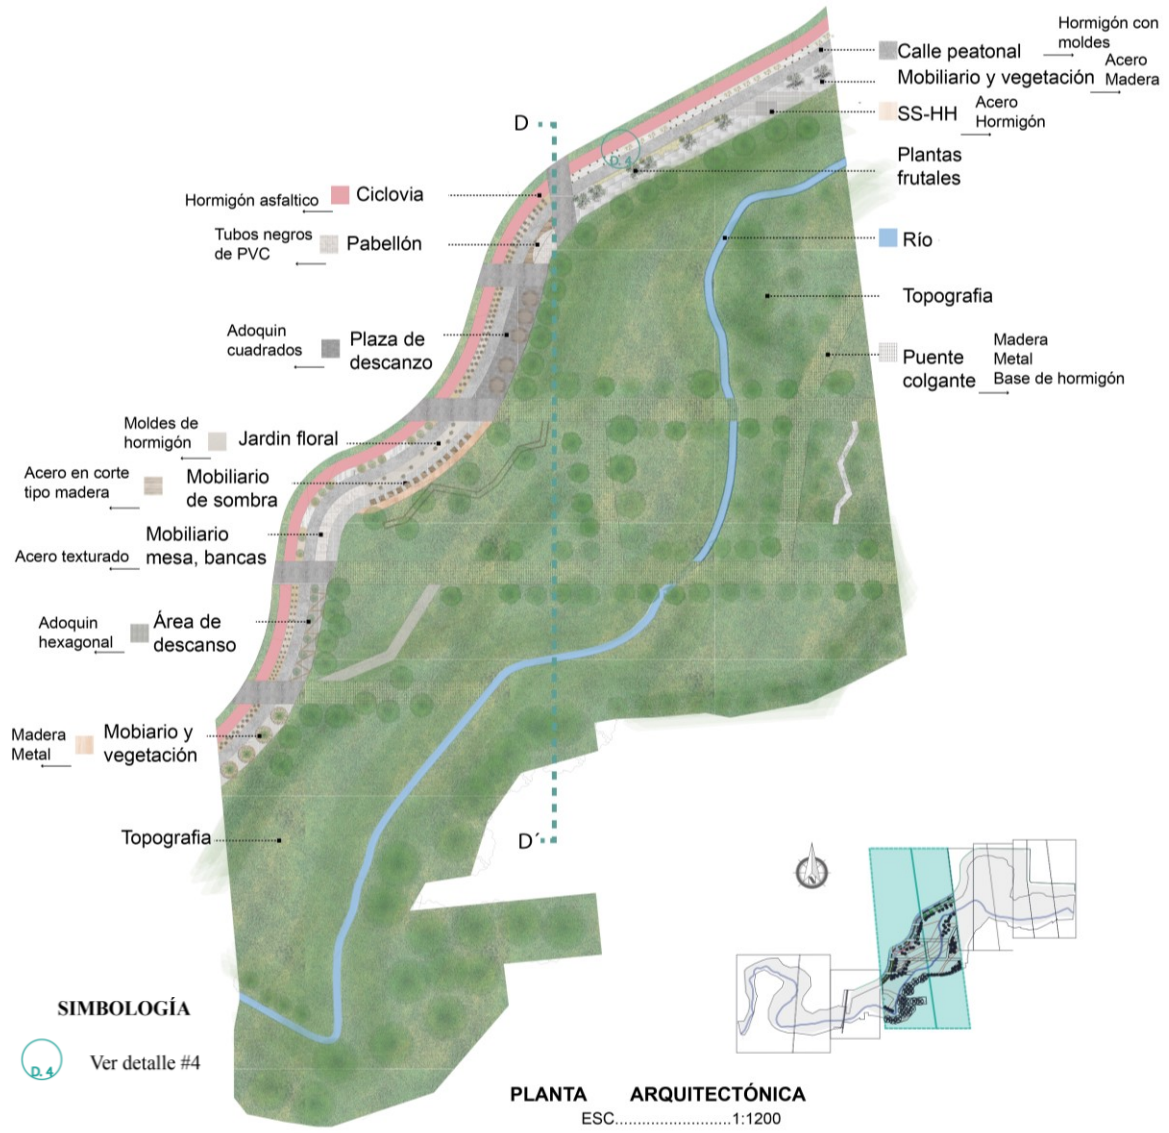 Hormigón con
moldes
Calle peatonal
Acero
Madera
Mobiliario y vegetación
SS-HH
Acero
Hormigón
Plantas
frutales
Río
Topografia
Puente
colgante
Madera
Metal
Base de hormigón
D
D. 4
Hormigón asfaltico
Ciclovia
Tubos negros
de PVC
Pabellón
Adoquin
cuadrados
Plaza de
descanzo
Moldes de
hormigón
Jardin floral
Acero en corte
tipo madera
Mobiliario
de sombra
Mobiliario
mesa, bancas
Acero texturado
Adoquin
hexagonal
Área de
descanso
Madera
Metal
Mobiario y
vegetación
Topografia
D´
N
SIMBOLOGÍA
D. 4
Ver detalle #4
PLANTA ARQUITECTÓNICA
ESC........................1:1200